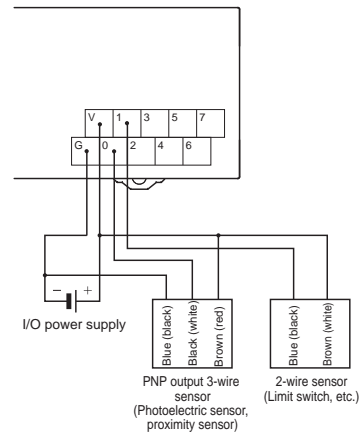 V 1 3 5 7
G 0 2 4 6
− +
I/O power supply
Blue (black)
Black (white)
Brown (red)
Blue (black)
Brown (white)
PNP output 3-wire
sensor
(Photoelectric sensor,
proximity sensor)
2-wire sensor
(Limit switch, etc.)